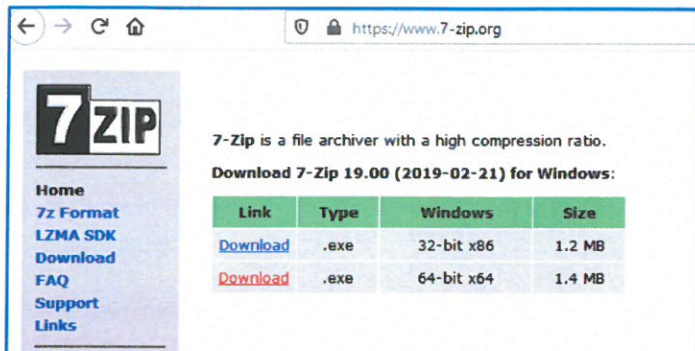 https://www.7-zip.org
7 ZIP
Home
7z Format
LZMA SDK
Download
FAQ
Support
Links
7-Zip is a file archiver with a high compression ratio.
Download 7-Zip 19.00 (2019-02-21) for Windows:
Link Type Windows Size
Download .exe 32-bit x86 1.2 MB
Download .exe 64-bit x64 1.4 MB